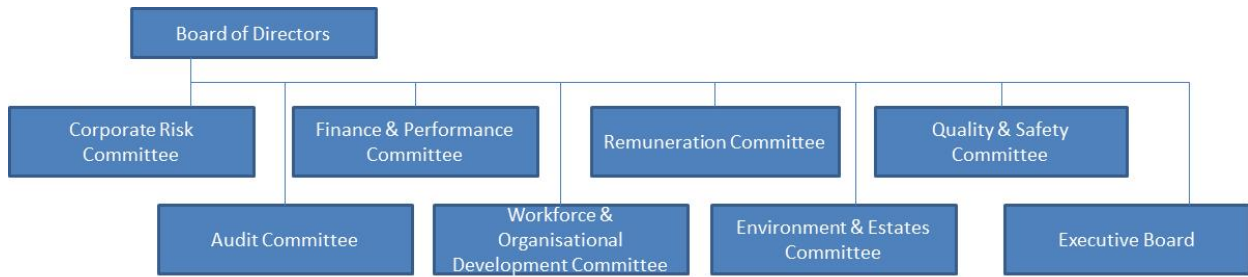 Board of Directors
Corporate Risk
Committee
Finance & Performance
Committee
Remuneration Committee
Quality & Safety
Committee
Audit Committee
Workforce &
Organisational
Development Committee
Environment & Estates
Committee
Executive Board